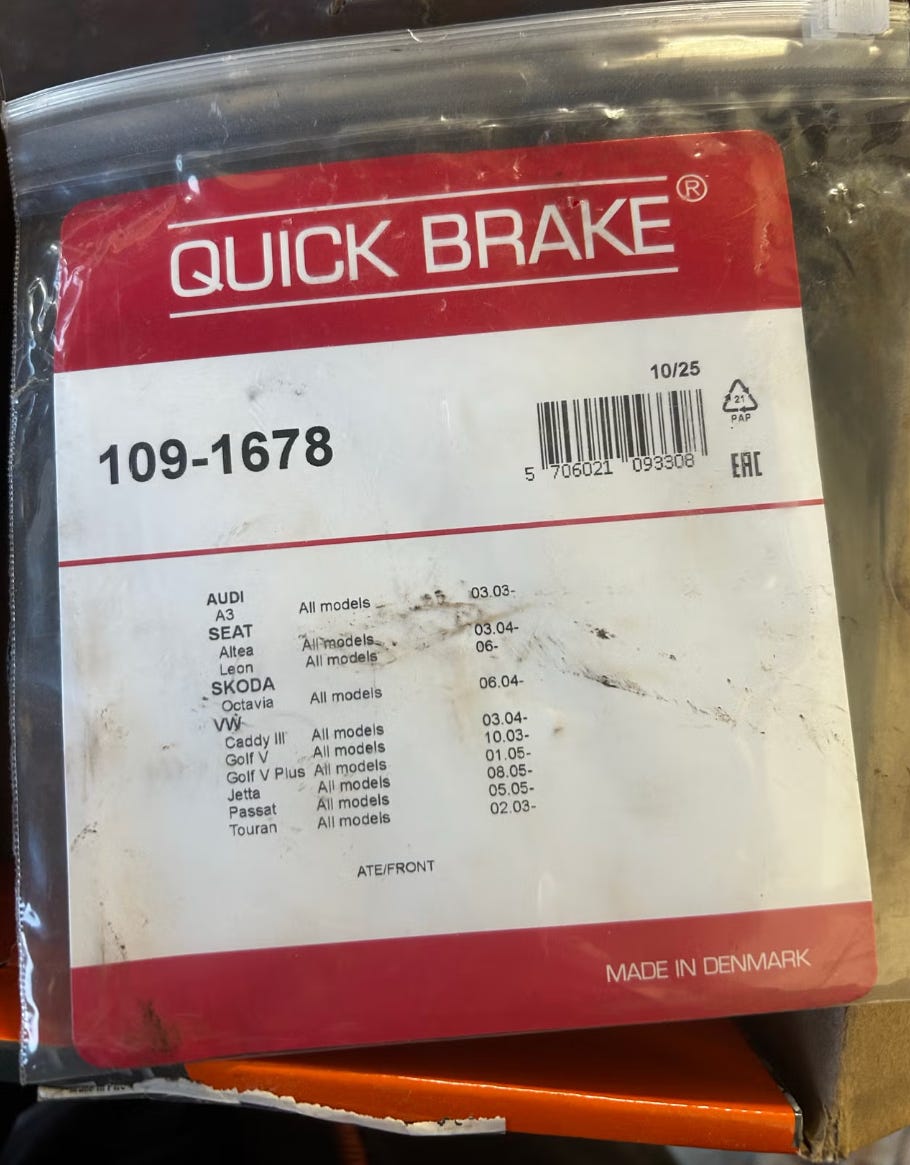 QUICK BRAKE®
10/25
109-1678
21
PAP
5 706021 093308
EAC
AUDI
A3 All models 03.03-
SEAT
Altea All models 03.04-
Leon All models 06-
SKODA
Octavia All models 06.04-
VW
Caddy III All models 03.04-
Golf V All models 10.03-
Golf V Plus All models 01.05-
Jetta All models 08.05-
Passat All models 05.05-
Touran All models 02.03-
ATE/FRONT
MADE IN DENMARK